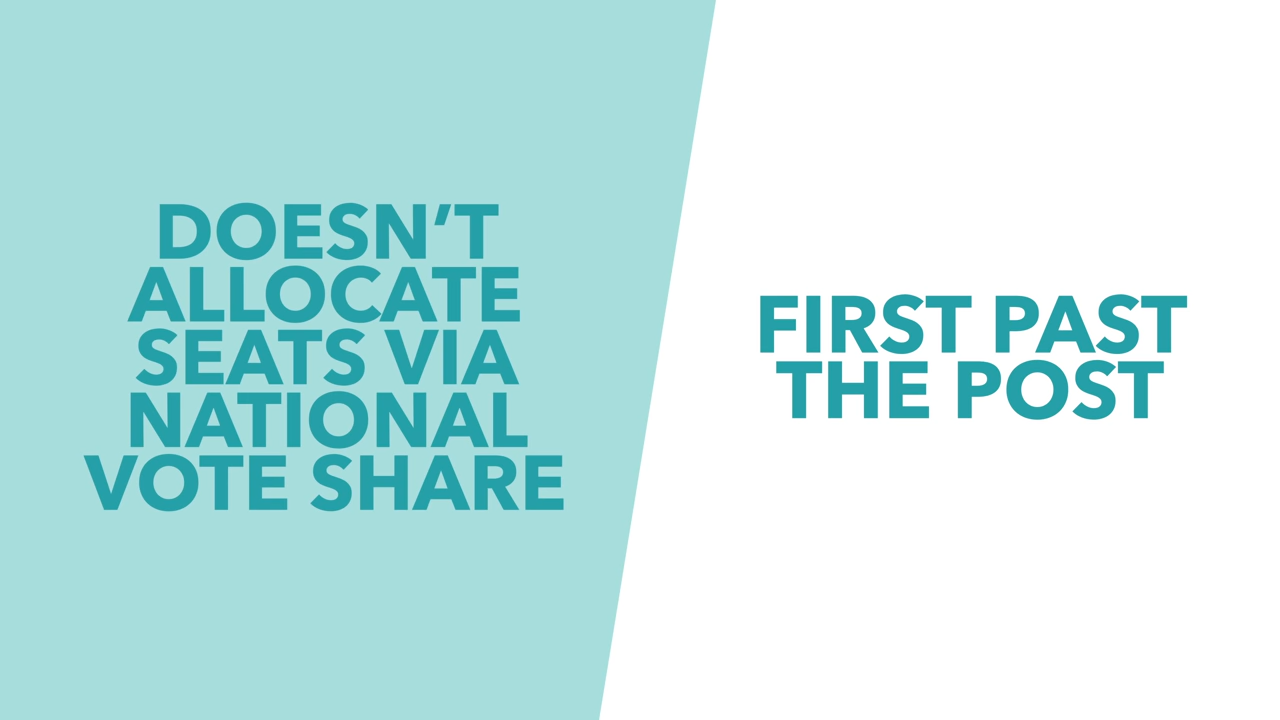 DOESN’T
ALLOCATE
SEATS VIA
NATIONAL
VOTE SHARE
FIRST PAST
THE POST